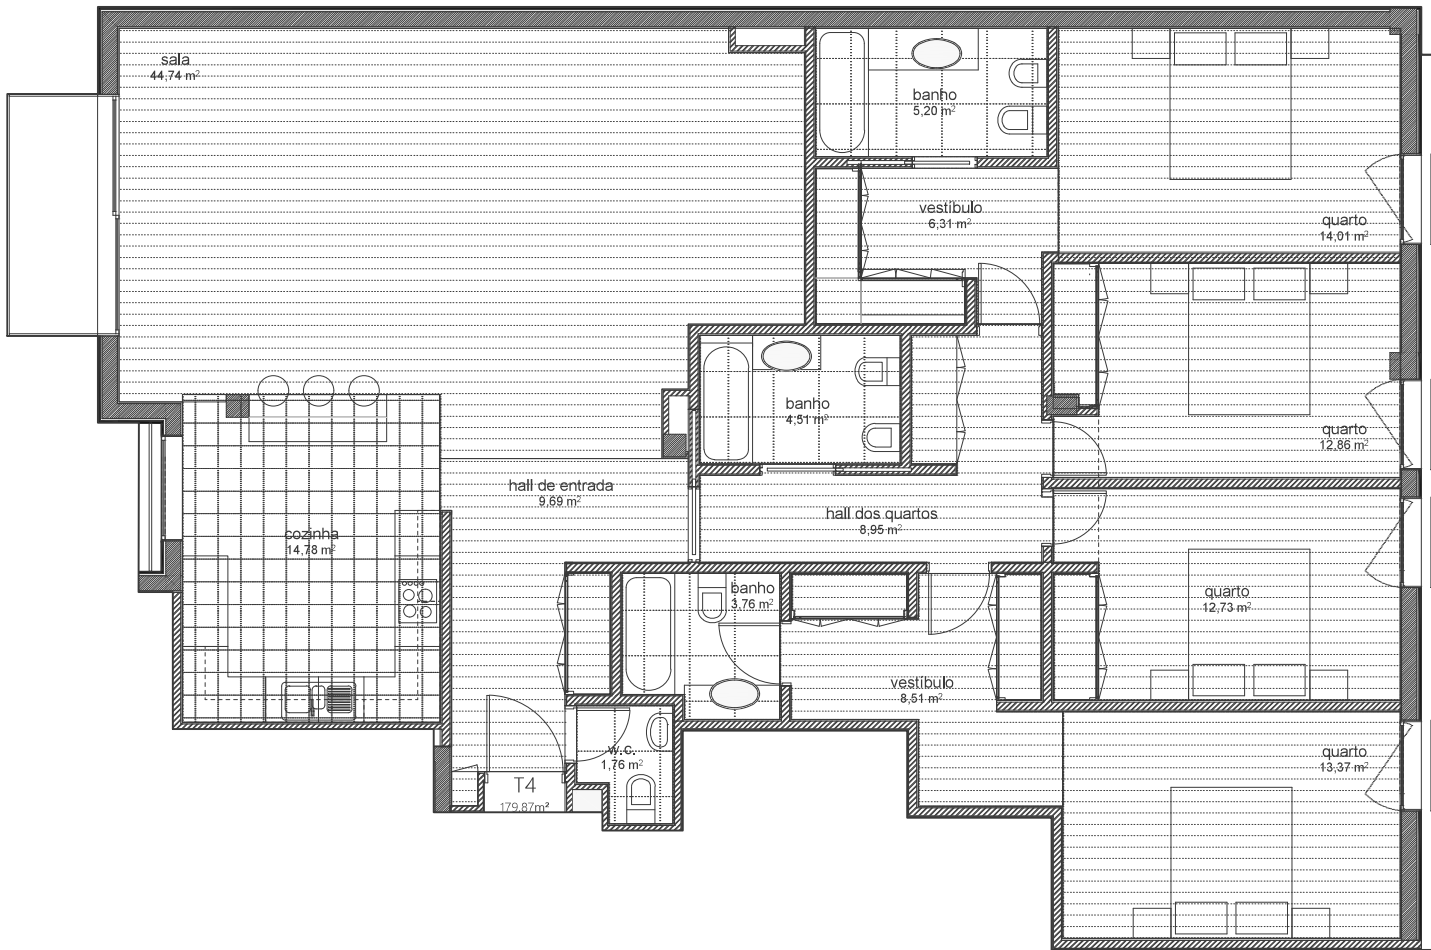 sala
44,74 m²
banho
5,20 m²
vestíbulo
6,31 m²
quarto
14,01 m²
banho
4,51 m²
quarto
12,86 m²
hall de entrada
9,69 m²
hall dos quartos
8,95 m²
cozinha
14,78 m²
banho
3,76 m²
quarto
12,73 m²
vestíbulo
8,51 m²
w.c.
1,76 m²
quarto
13,37 m²
T4
179.87m²